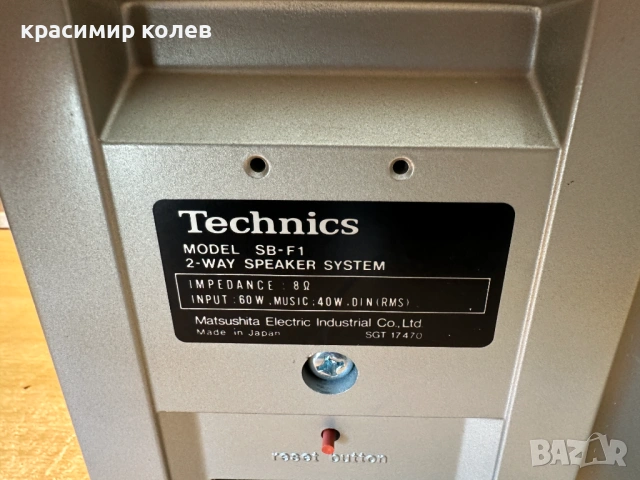 красимир колев
Technics
MODEL SB-F1
2-WAY SPEAKER SYSTEM
IMPEDANCE : 8Ω
INPUT : 60W. MUSIC ; 40W. DIN(RMS)
Matsushita Electric Industrial Co., Ltd.
Made in Japan SGT 17470
reset button
BAZAR